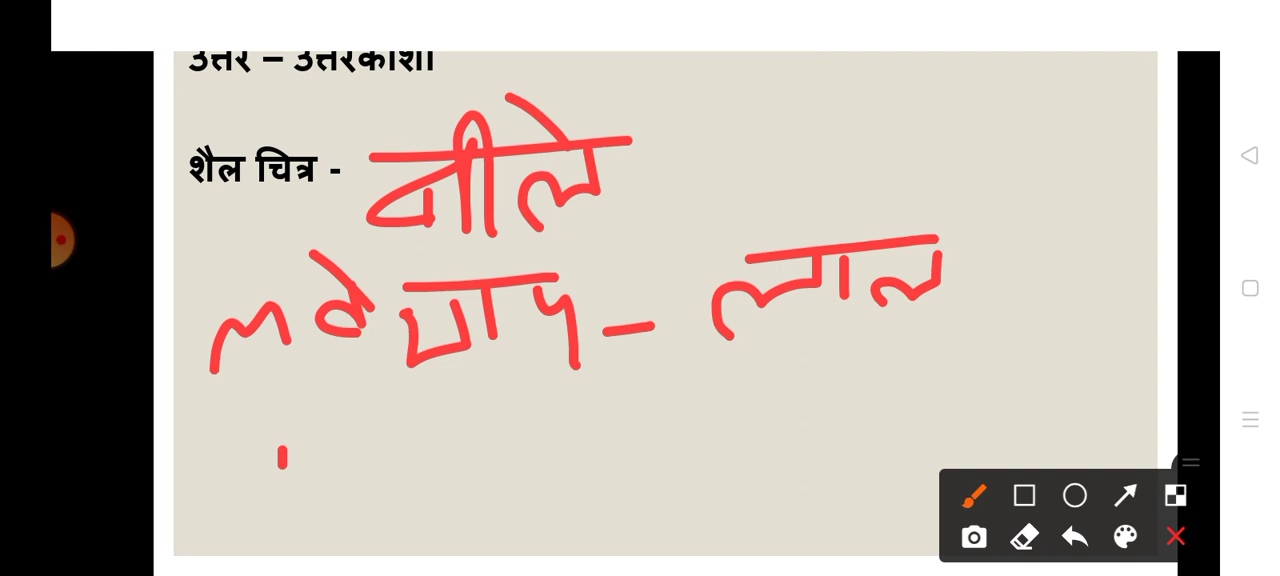 उत्तर – उत्तरकाशी
शैल चित्र - नीले
लाल